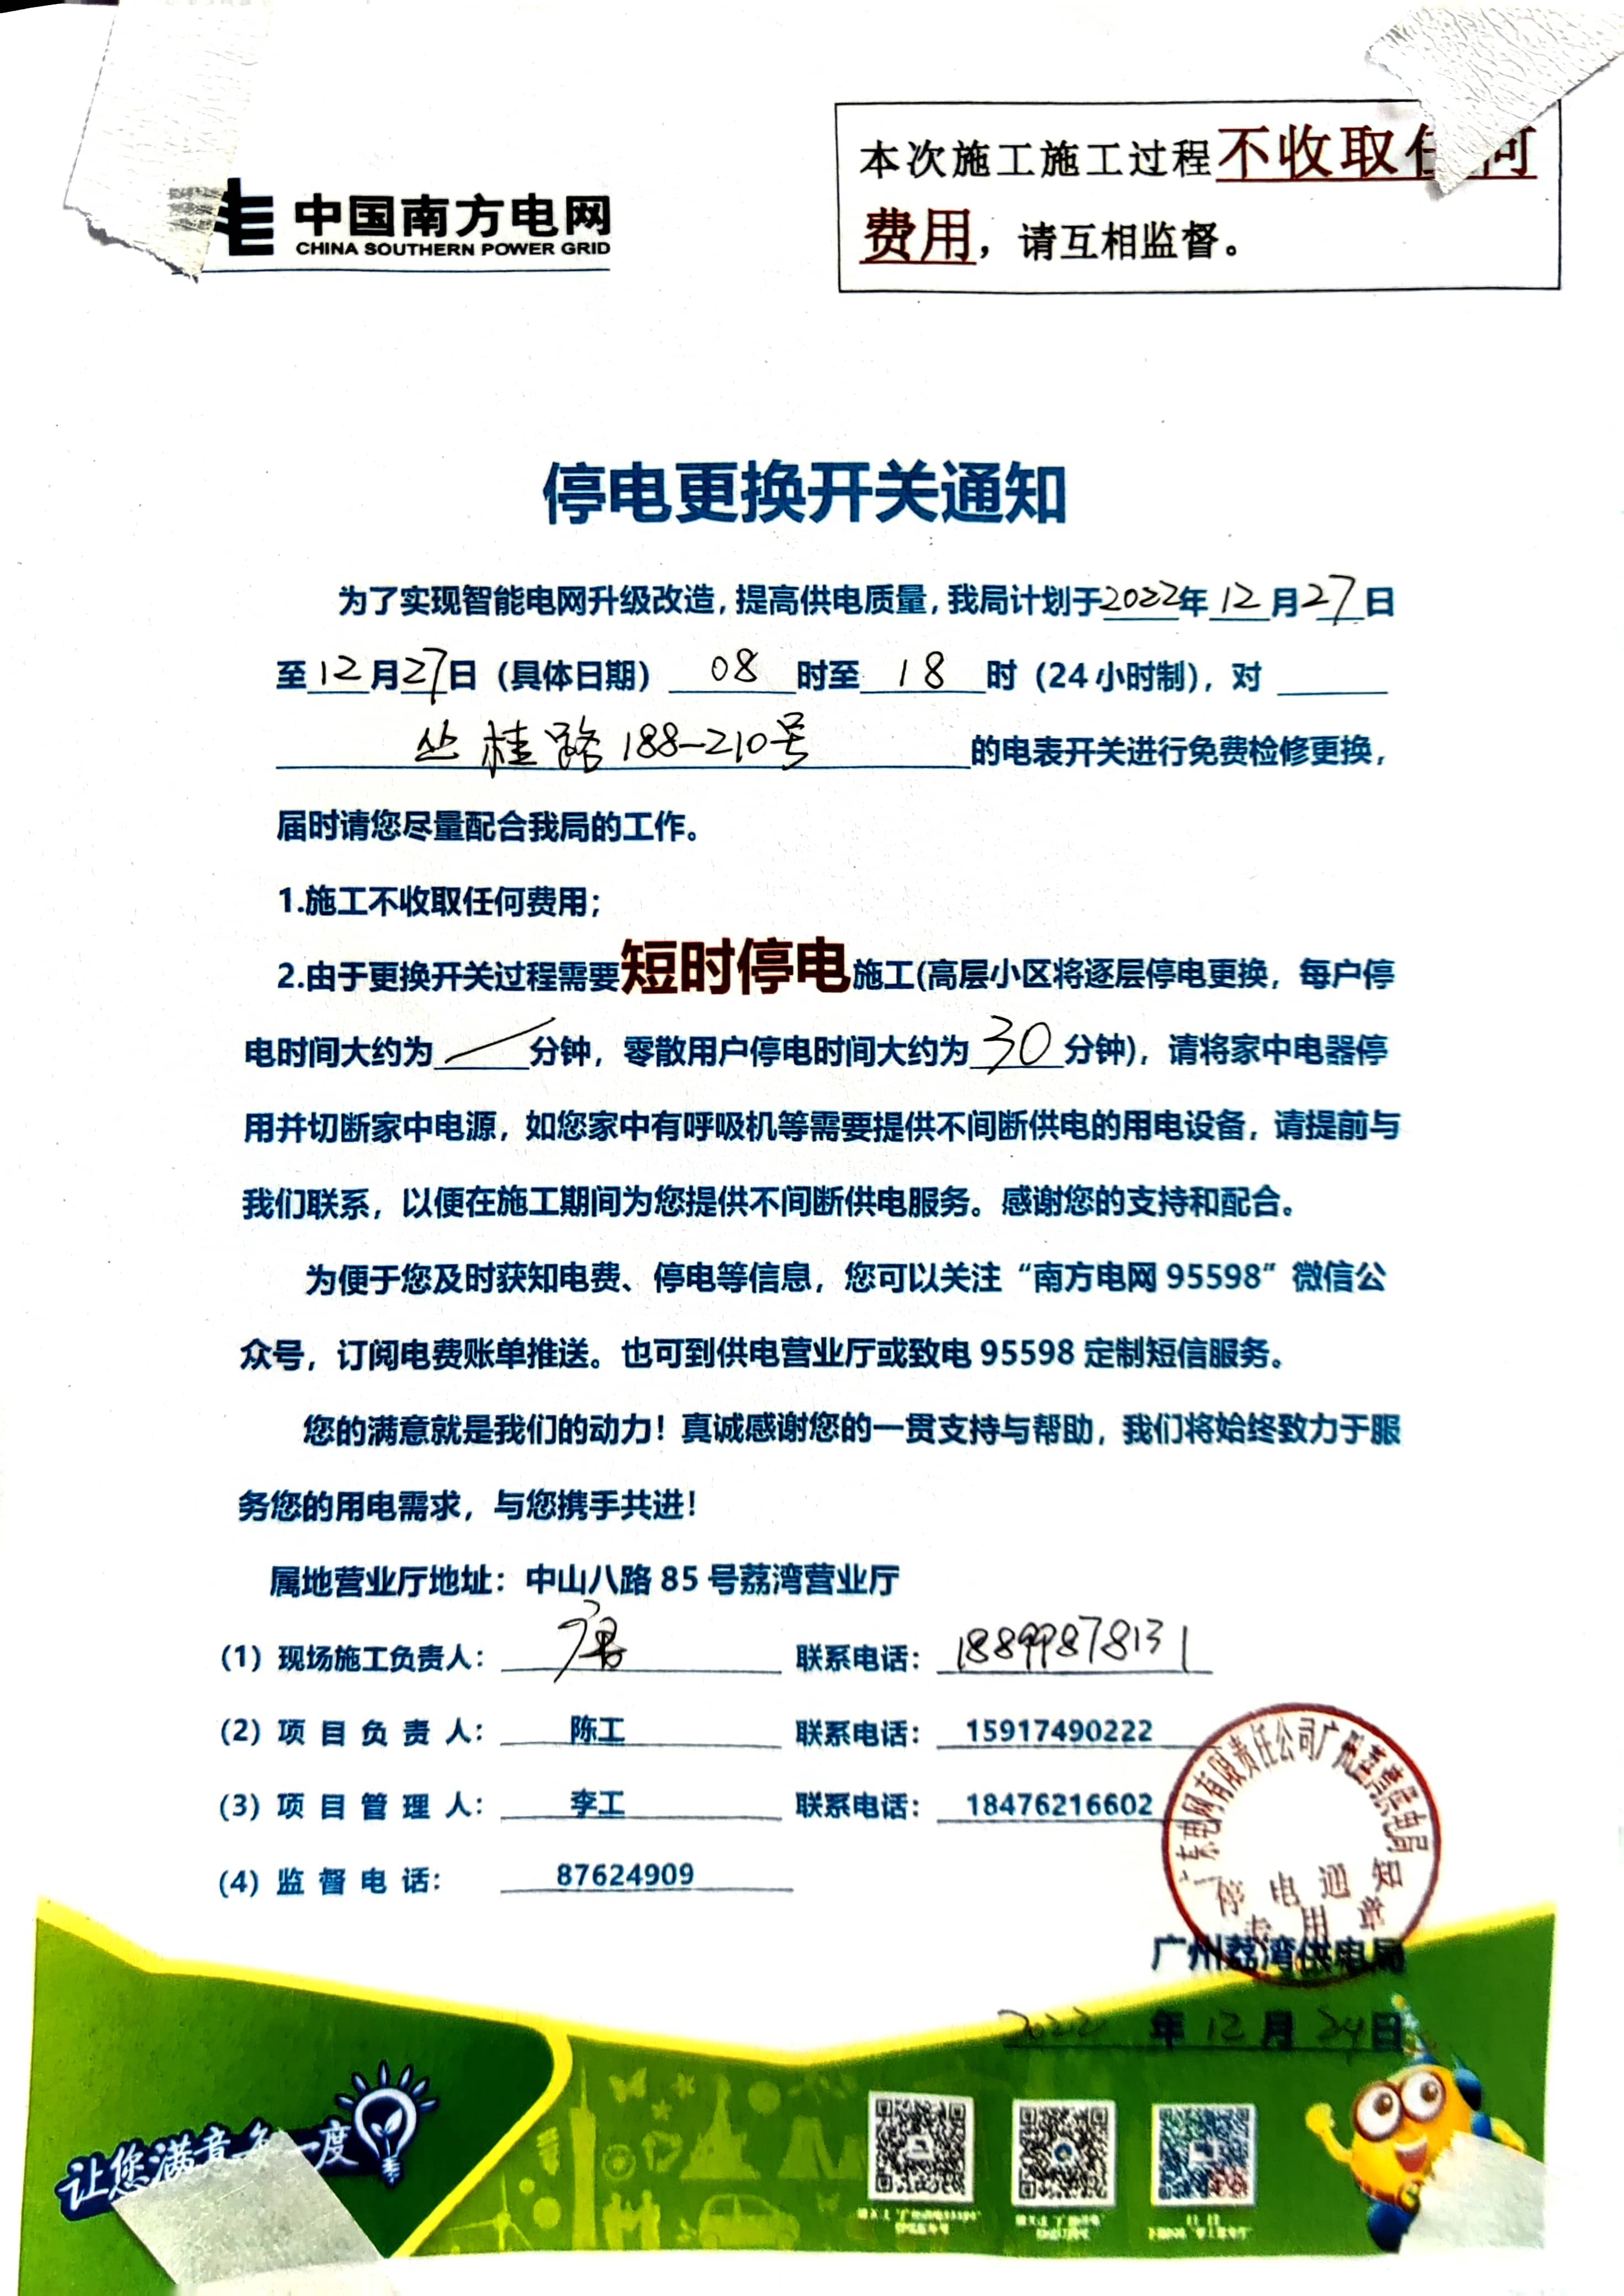 中国南方电网
CHINA SOUTHERN POWER GRID
本次施工施工过程不收取任何
费用，请互相监督。
停电更换开关通知
为了实现智能电网升级改造，提高供电质量，我局计划于2022年12月27日
至12月27日（具体日期）08时至18时（24小时制），对
丛桂路188-210号的电表开关进行免费检修更换，
届时请您尽量配合我局的工作。
1.施工不收取任何费用；
2.由于更换开关过程需要短时停电施工(高层小区将逐层停电更换，每户停
电时间大约为 / 分钟，零散用户停电时间大约为30分钟)，请将家中电器停
用并切断家中电源，如您家中有呼吸机等需要提供不间断供电的用电设备，请提前与
我们联系，以便在施工期间为您提供不间断供电服务。感谢您的支持和配合。
为便于您及时获知电费、停电等信息，您可以关注“南方电网95598”微信公
众号，订阅电费账单推送。也可到供电营业厅或致电95598定制短信服务。
您的满意就是我们的动力！真诚感谢您的一贯支持与帮助，我们将始终致力于服
务您的用电需求，与您携手共进！
属地营业厅地址：中山八路85号荔湾营业厅
（1）现场施工负责人： 联系电话：18899878131
（2）项目负责人：陈工 联系电话：15917490222
（3）项目管理人：李工 联系电话：18476216602
（4）监督电话：87624909
广东电网有限责任公司广州荔湾供电局
停电通知
专用章
广州荔湾供电局
2022年12月24日
让您满意多一度